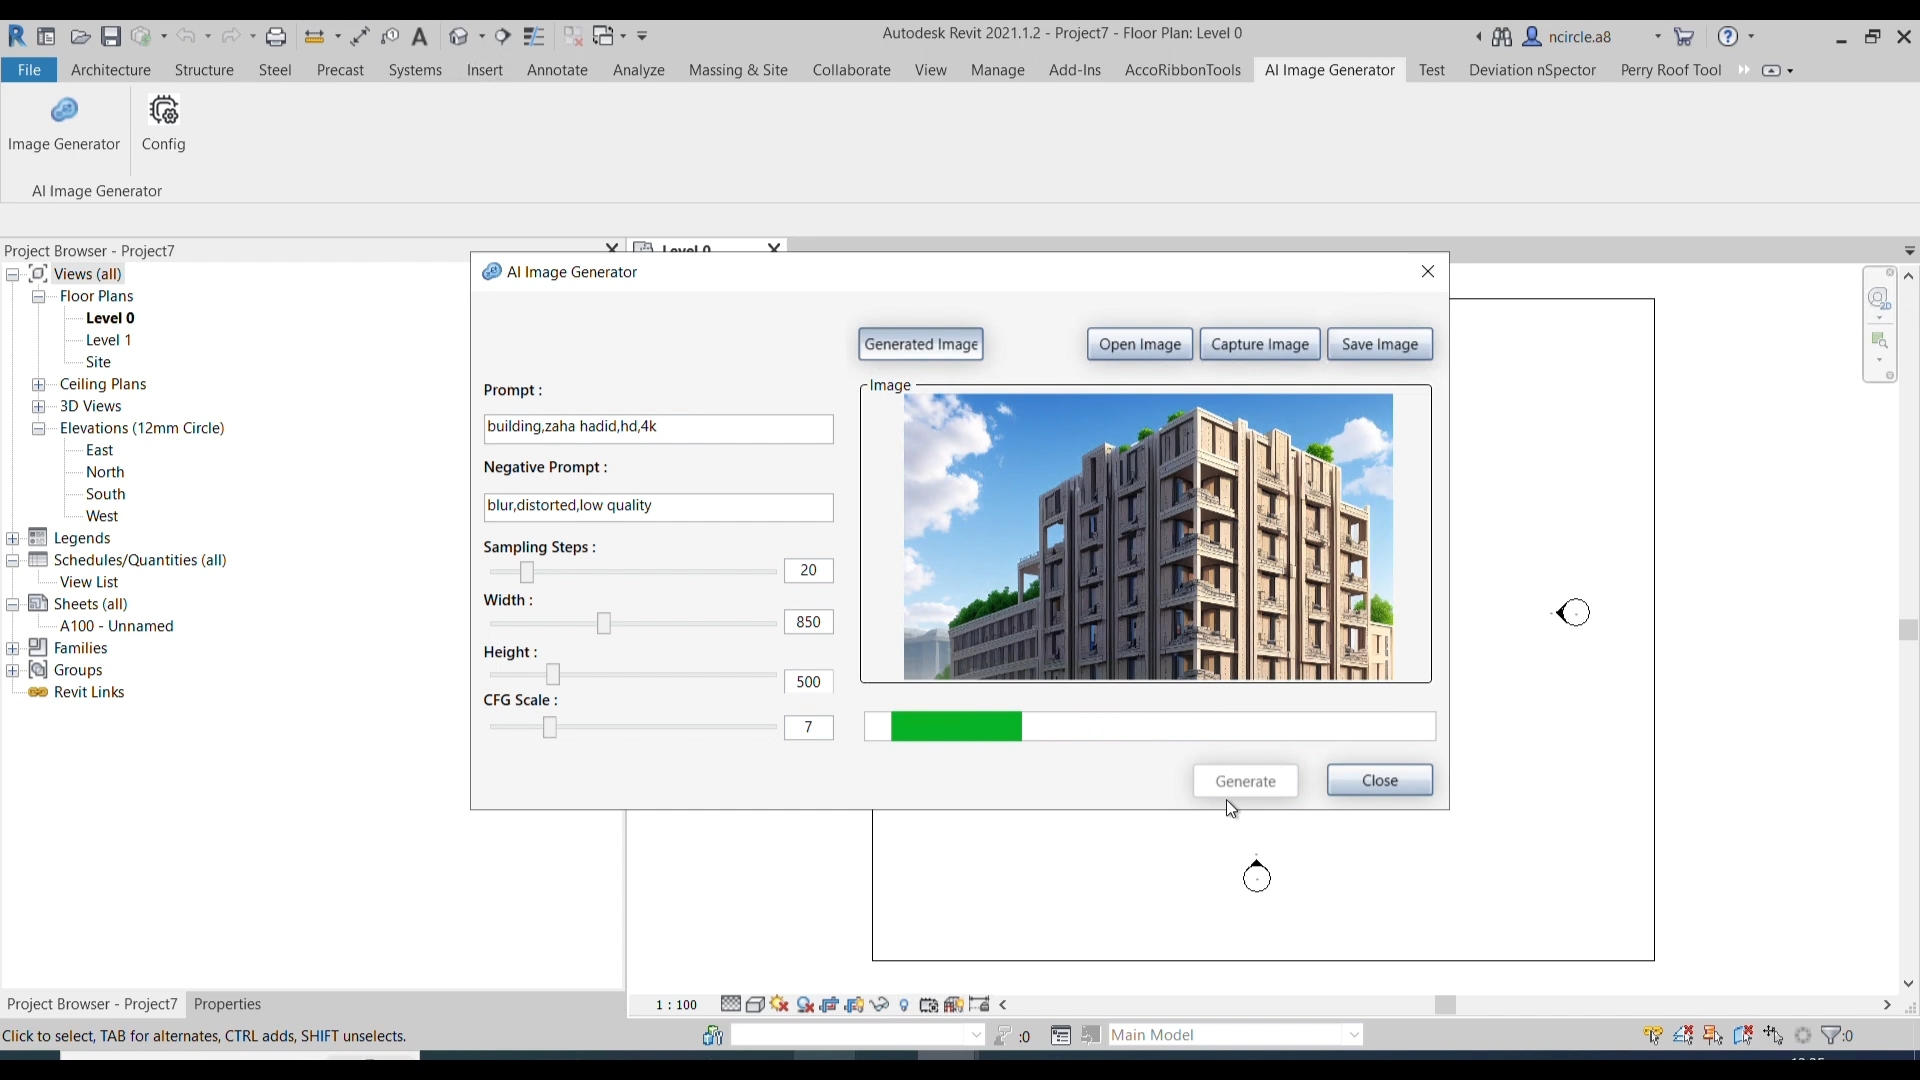 Autodesk Revit 2021.1.2 - Project7 - Floor Plan: Level 0
ncircle.a8
File Architecture Structure Steel Precast Systems Insert Annotate Analyze Massing & Site Collaborate View Manage Add-Ins AccoRibbonTools AI Image Generator Test Deviation nSpector Perry Roof Tool
Image Generator Config
AI Image Generator
Project Browser - Project7
Level 0
Views (all)
Floor Plans
Level 0
Level 1
Site
Ceiling Plans
3D Views
Elevations (12mm Circle)
East
North
South
West
Legends
Schedules/Quantities (all)
View List
Sheets (all)
A100 - Unnamed
Families
Groups
Revit Links
AI Image Generator
Generated Image Open Image Capture Image Save Image
Prompt :
building,zaha hadid,hd,4k
Negative Prompt :
blur,distorted,low quality
Sampling Steps :
20
Width :
850
Height :
500
CFG Scale :
7
Image
Generate Close
Project Browser - Project7 Properties
1 : 100
Click to select, TAB for alternates, CTRL adds, SHIFT unselects.
:0
Main Model
:0